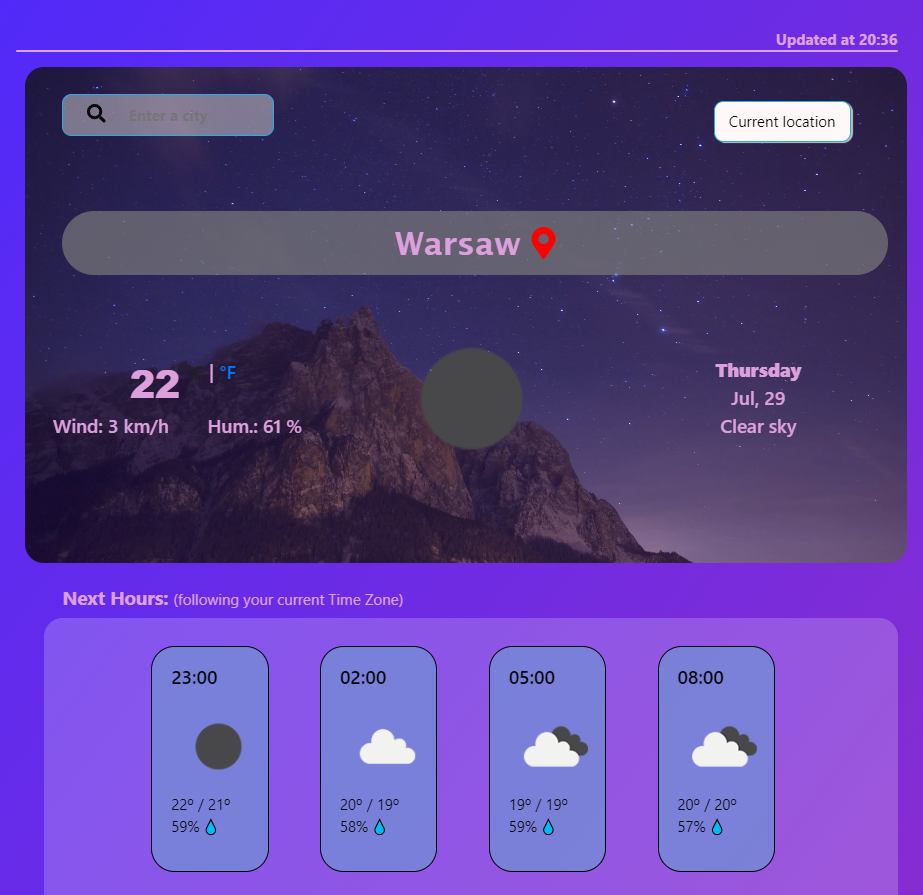 Updated at 20:36
Enter a city
Current location
Warsaw
22 | °F
Wind: 3 km/h Hum.: 61 %
Thursday
Jul, 29
Clear sky
Next Hours: (following your current Time Zone)
23:00
22º / 21º
59%
02:00
20º / 19º
58%
05:00
19º / 19º
59%
08:00
20º / 20º
57%